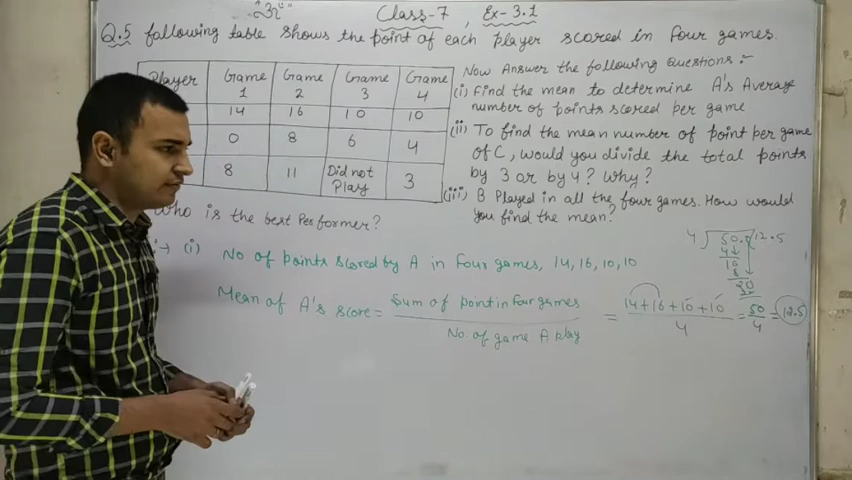 Class-7, Ex-3.1
Q.5 following table shows the point of each player scored in four games.
Player Game 1 Game 2 Game 3 Game 4
14 16 10 10
0 8 6 4
8 11 Did not Play 3
Now Answer the following Questions :-
(i) Find the mean to determine A's Average
number of points scored per game
(ii) To find the mean number of point per game
of C, would you divide the total points
by 3 or by 4? Why?
(iii) B Played in all the four games. How would
you find the mean?
Who is the best Performer?
(i) No of points scored by A in four games, 14, 16, 10, 10
Mean of A's score = Sum of point in four games / No. of game A play = 14+16+10+10 / 4 = 50 / 4 = 12.5